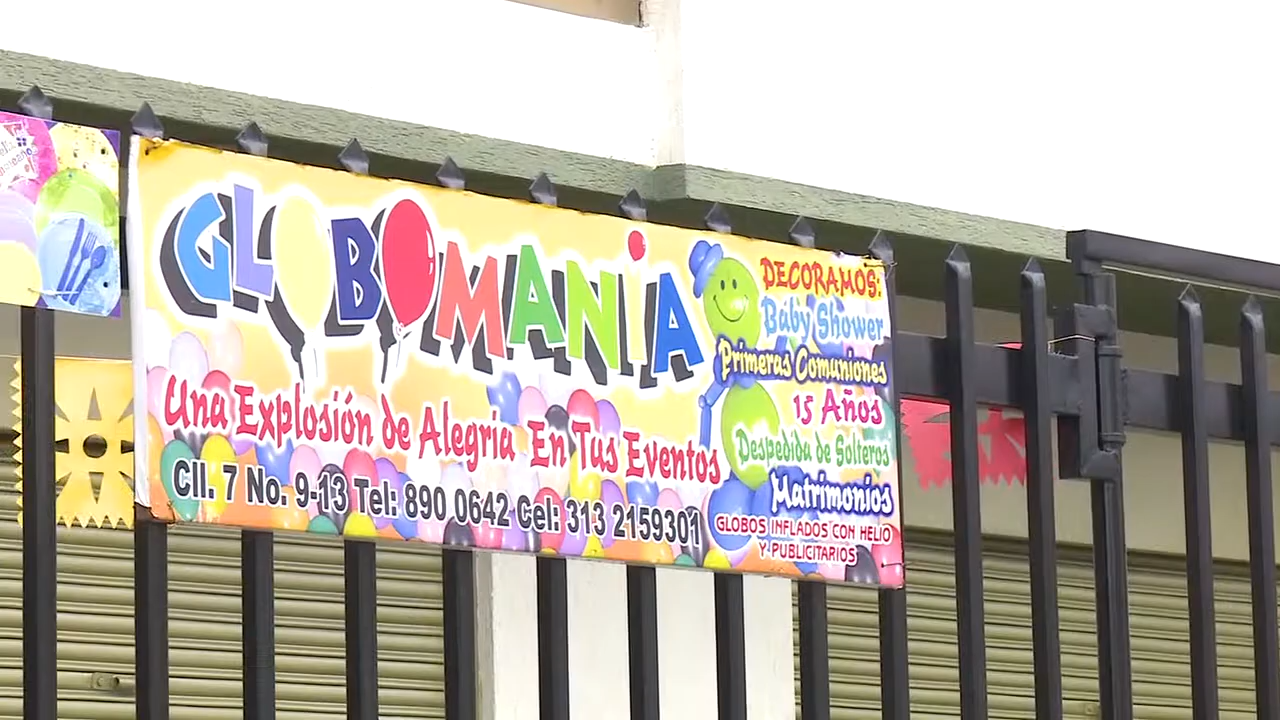 GLOBOMANiA
Una Explosión de Alegria En Tus Eventos
Cll. 7 No. 9-13 Tel: 890 0642 Cel: 313 2159301
DECORAMOS:
Baby Shower
Primeras Comuniones
15 Años
Despedida de Solteros
Matrimonios
GLOBOS INFLADOS CON HELIO
Y PUBLICITARIOS